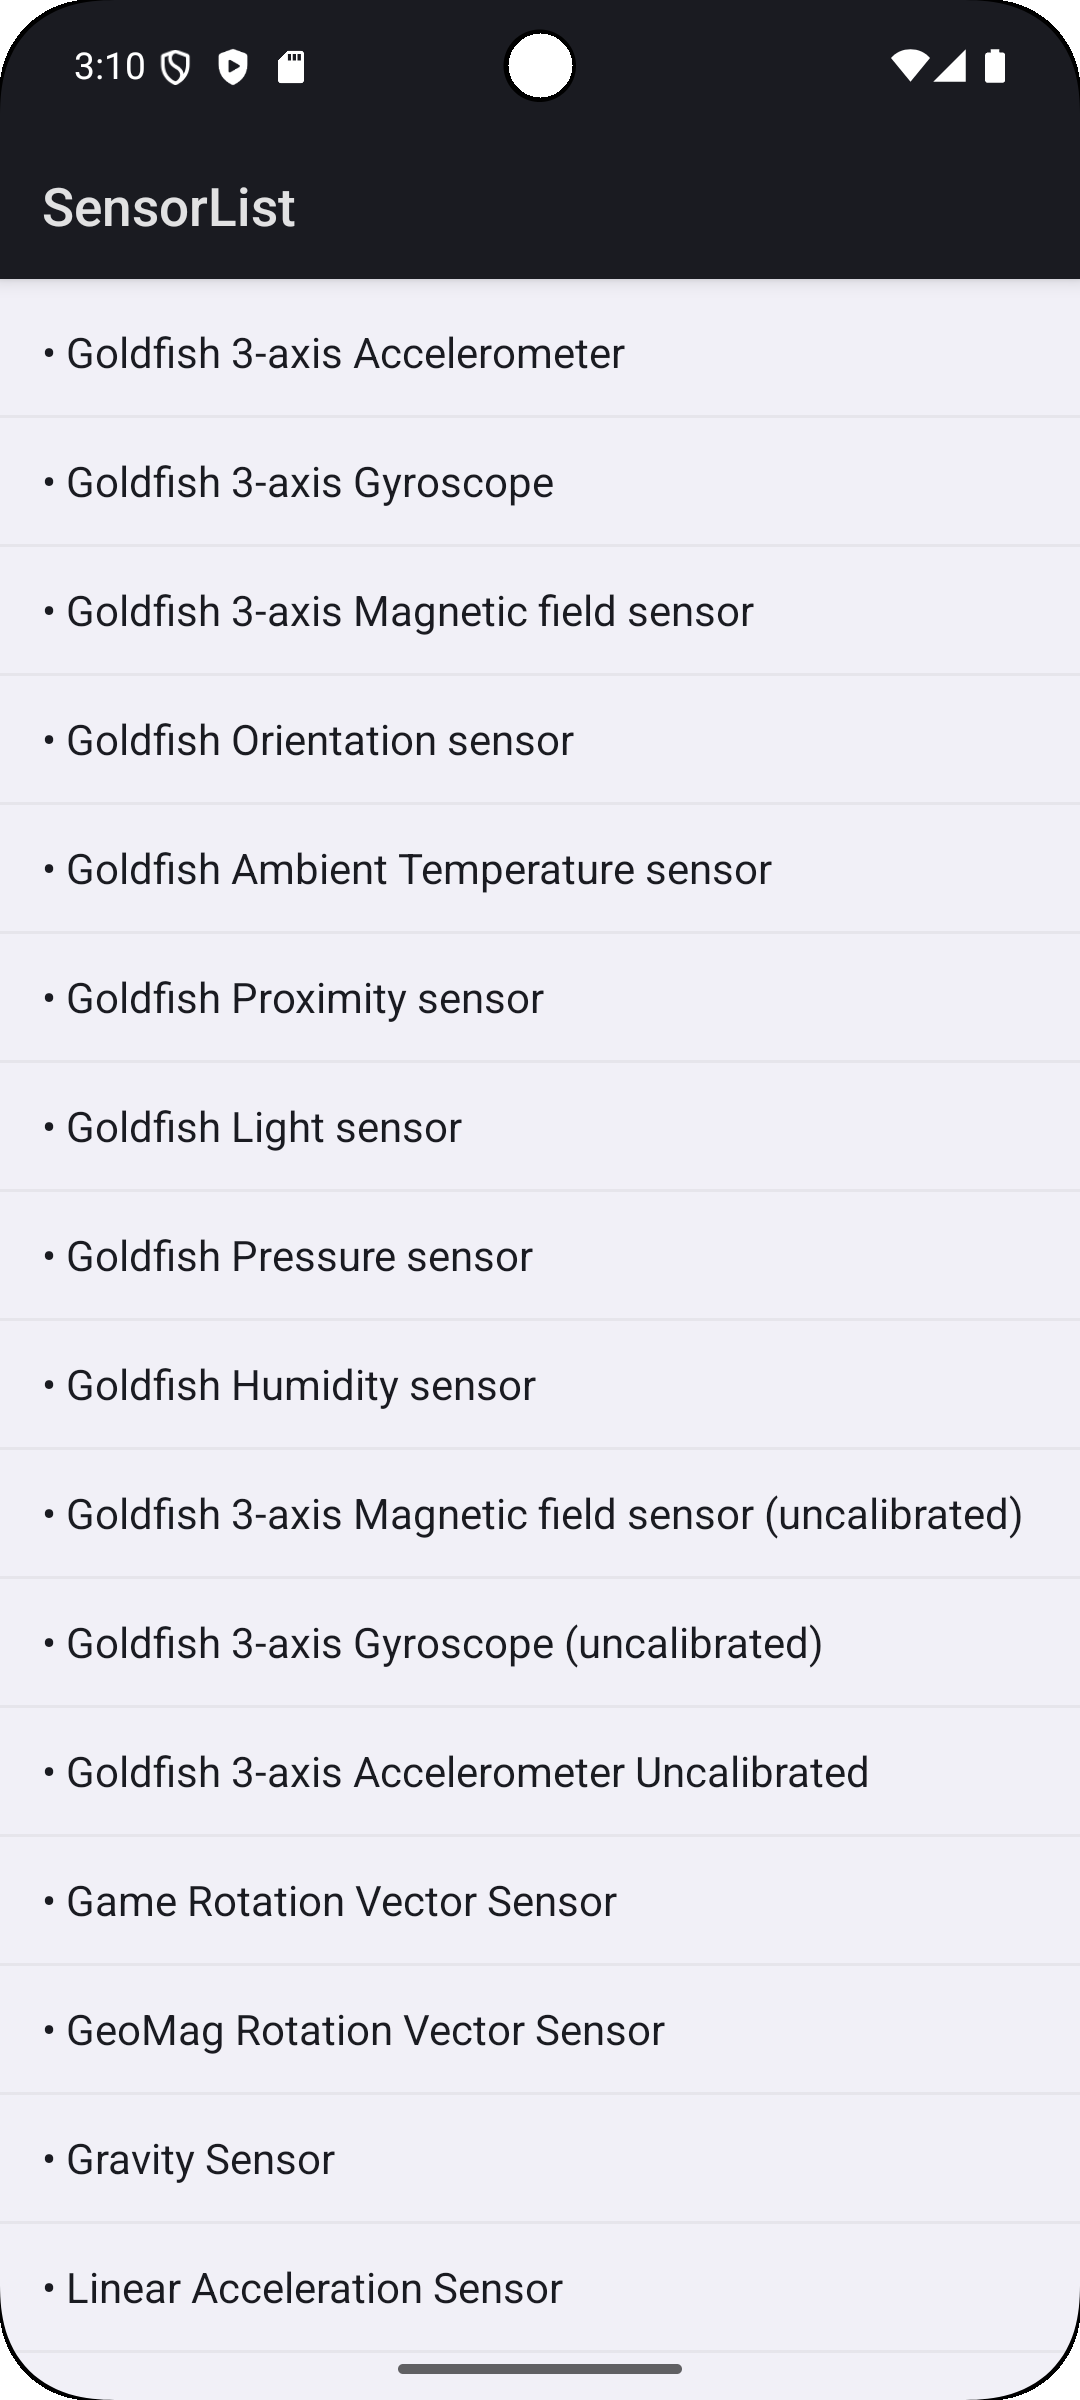 3:10
SensorList
• Goldfish 3-axis Accelerometer
• Goldfish 3-axis Gyroscope
• Goldfish 3-axis Magnetic field sensor
• Goldfish Orientation sensor
• Goldfish Ambient Temperature sensor
• Goldfish Proximity sensor
• Goldfish Light sensor
• Goldfish Pressure sensor
• Goldfish Humidity sensor
• Goldfish 3-axis Magnetic field sensor (uncalibrated)
• Goldfish 3-axis Gyroscope (uncalibrated)
• Goldfish 3-axis Accelerometer Uncalibrated
• Game Rotation Vector Sensor
• GeoMag Rotation Vector Sensor
• Gravity Sensor
• Linear Acceleration Sensor